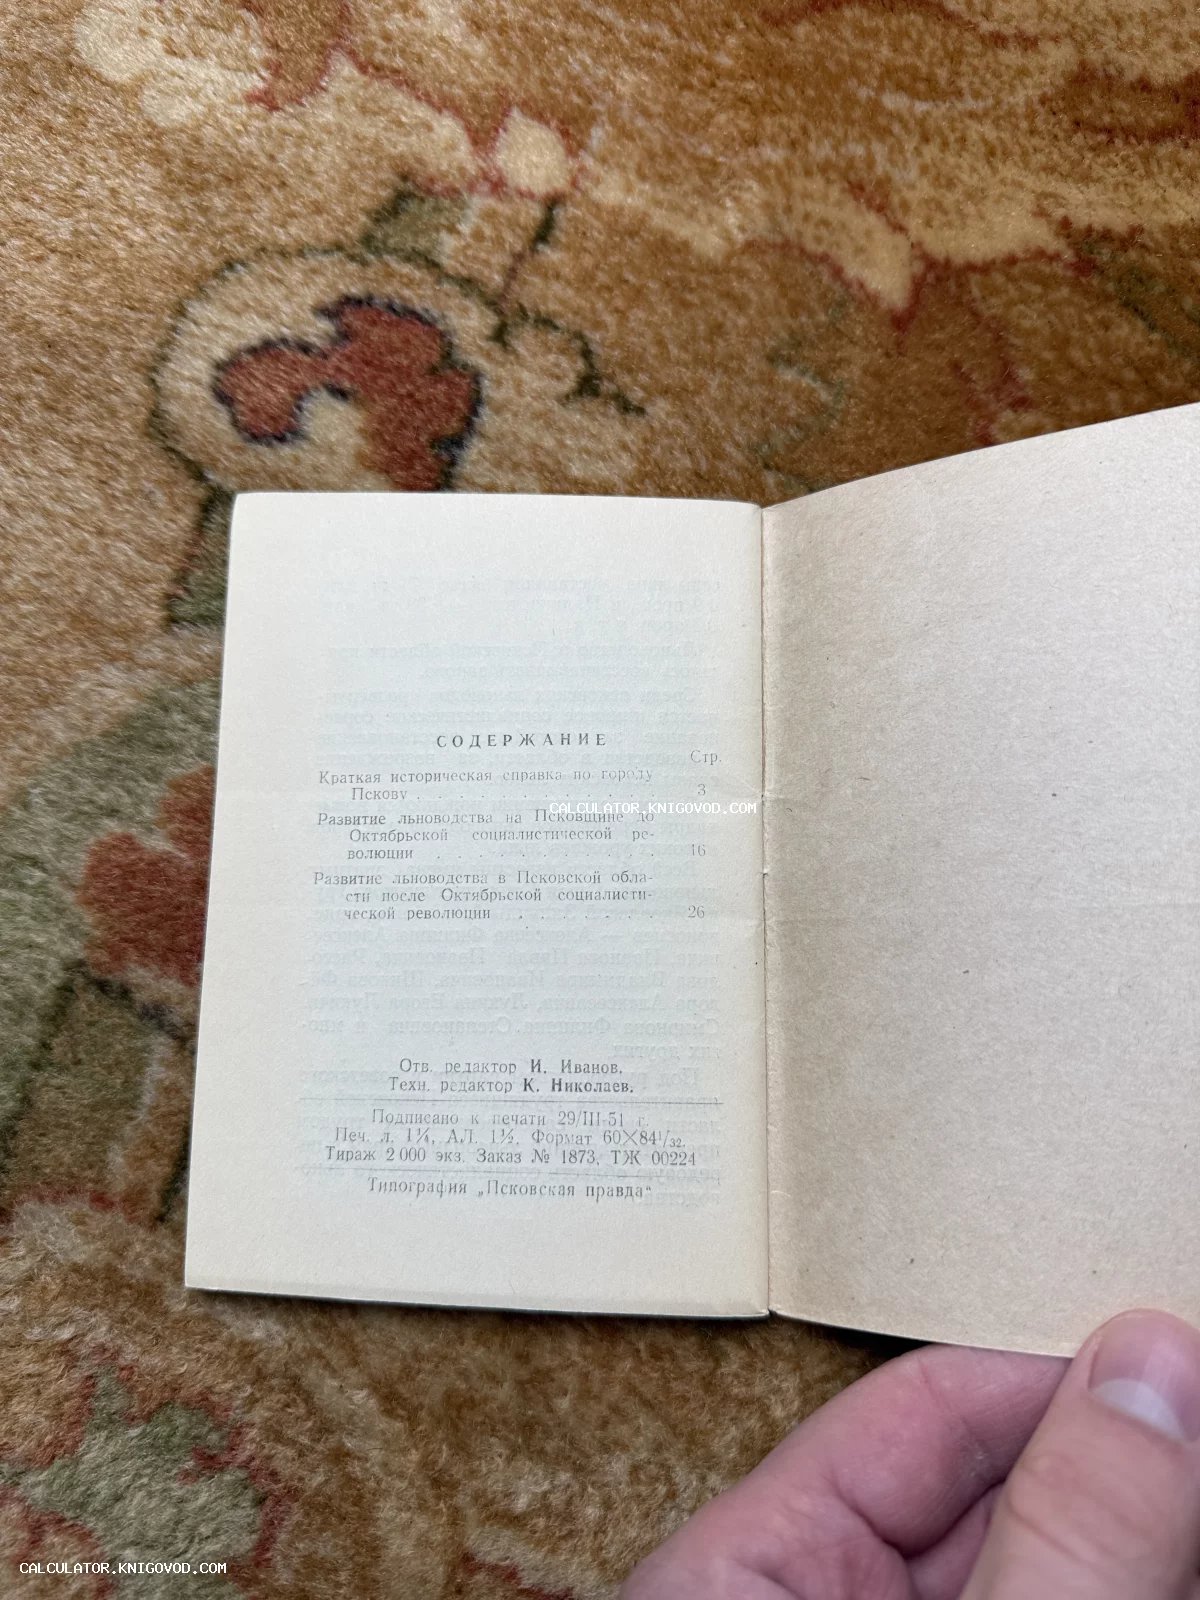 СОДЕРЖАНИЕ
Стр.
Краткая историческая справка по городу
Пскову . . . . . . . . . . . . 3
CALCULATOR.KNIGOVOD.COM
Развитие льноводства на Псковщине до
Октябрьской социалистической ре-
волюции . . . . . . . . . . . 16
Развитие льноводства в Псковской обла-
сти после Октябрьской социалисти-
ческой революции . . . . . . . 26
Отв. редактор И. Иванов.
Техн. редактор К. Николаев.
Подписано к печати 29/III-51 г.
Печ. л. 1¼, АЛ. 1½. Формат 60×84¹/₃₂.
Тираж 2 000 экз. Заказ № 1873, ТЖ 00224
Типография „Псковская правда“
CALCULATOR.KNIGOVOD.COM